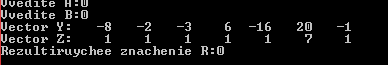 Vvedite A:0
Vvedite B:0
Vector Y: -8 -2 -3 6 -16 20 -1
Vector Z: 1 1 1 1 1 7 1
Rezultiruychee znachenie R:0